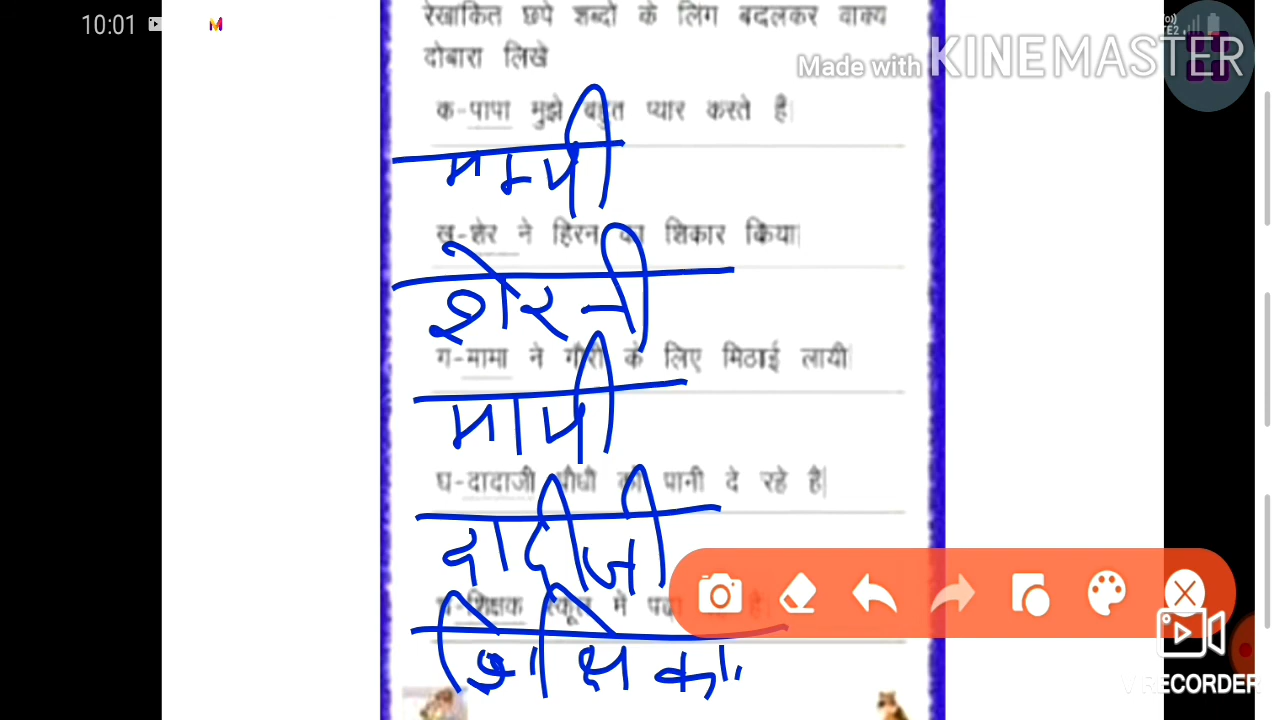 10:01
Made with KINEMASTER
रेखांकित छपे शब्दों के लिंग बदलकर वाक्य
दोबारा लिखे
क-पापा मुझे बहुत प्यार करते हैं।
मम्मी
ख-शेर ने हिरन का शिकार किया।
शेरनी
ग-मामा ने गौरी के लिए मिठाई लायी।
मामी
घ-दादाजी पौधौ को पानी दे रहे हैं।
दादीजी
शिक्षक स्कूल में है।
V RECORDER